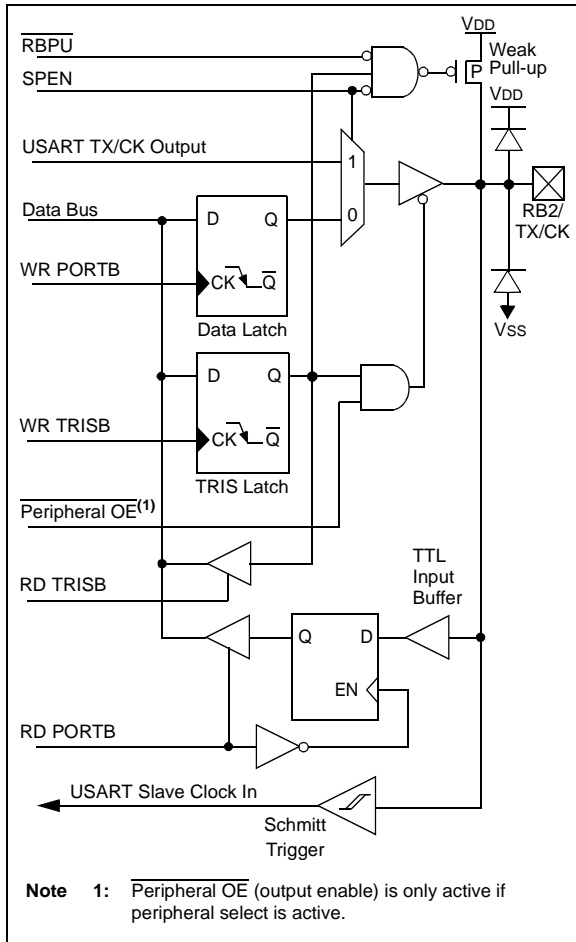 VDD
RBPU
Weak
Pull-up
P
SPEN
VDD
USART TX/CK Output
1
Data Bus
D
Q
0
RB2/
TX/CK
WR PORTB
CK
Q
VSS
Data Latch
D
Q
WR TRISB
CK
Q
TRIS Latch
Peripheral OE(1)
TTL
Input
Buffer
RD TRISB
Q
D
EN
RD PORTB
USART Slave Clock In
Schmitt
Trigger
Note 1: Peripheral OE (output enable) is only active if
peripheral select is active.